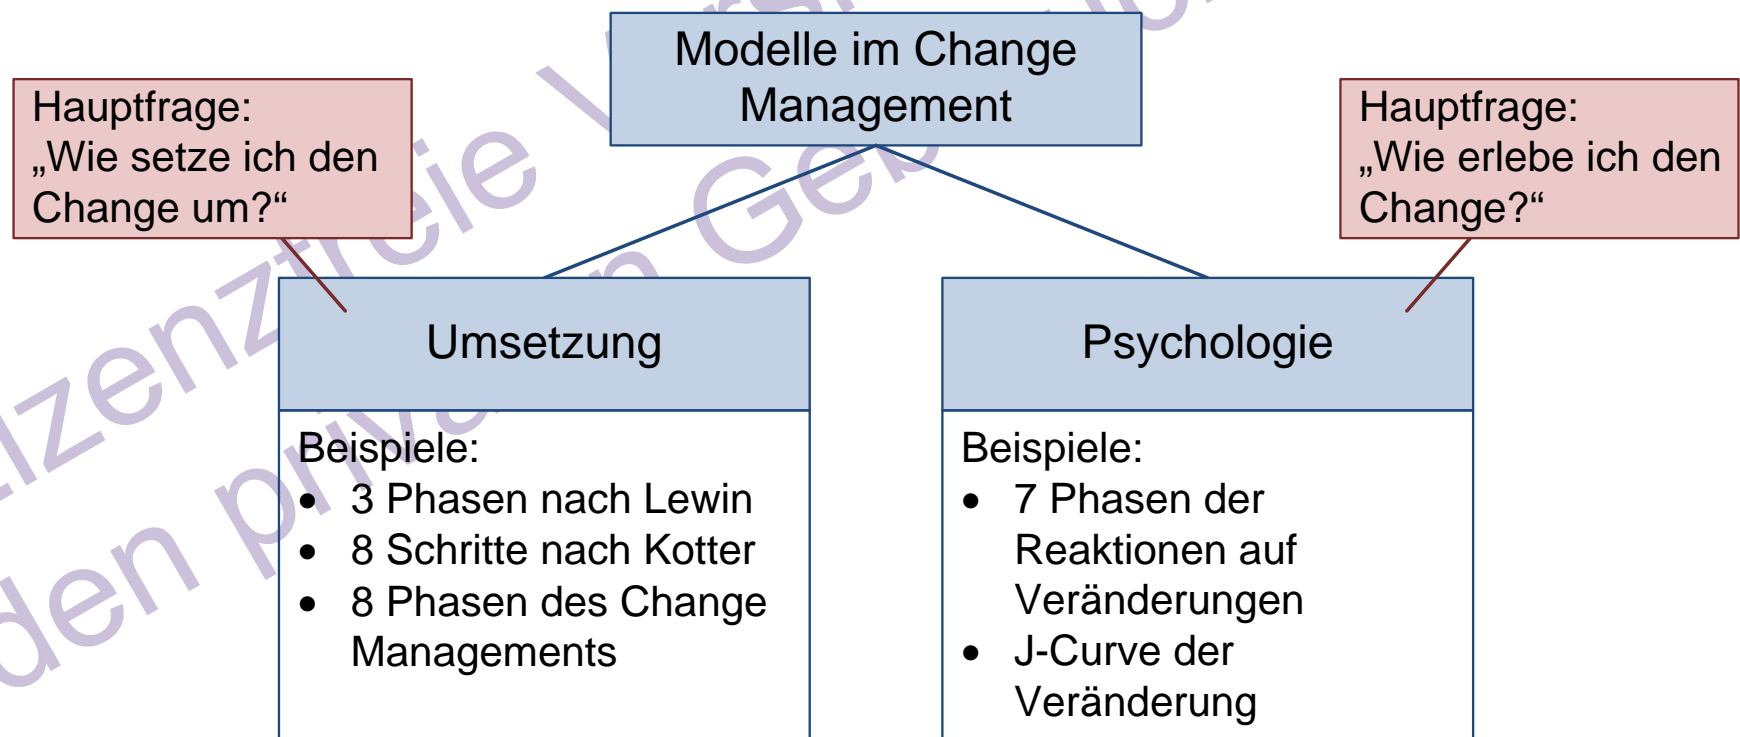 Modelle im Change
Management
Hauptfrage:
„Wie setze ich den
Change um?“
Hauptfrage:
„Wie erlebe ich den
Change?“
Umsetzung
Beispiele:
• 3 Phasen nach Lewin
• 8 Schritte nach Kotter
• 8 Phasen des Change
Managements
Psychologie
Beispiele:
• 7 Phasen der
Reaktionen auf
Veränderungen
• J-Curve der
Veränderung
den privaten